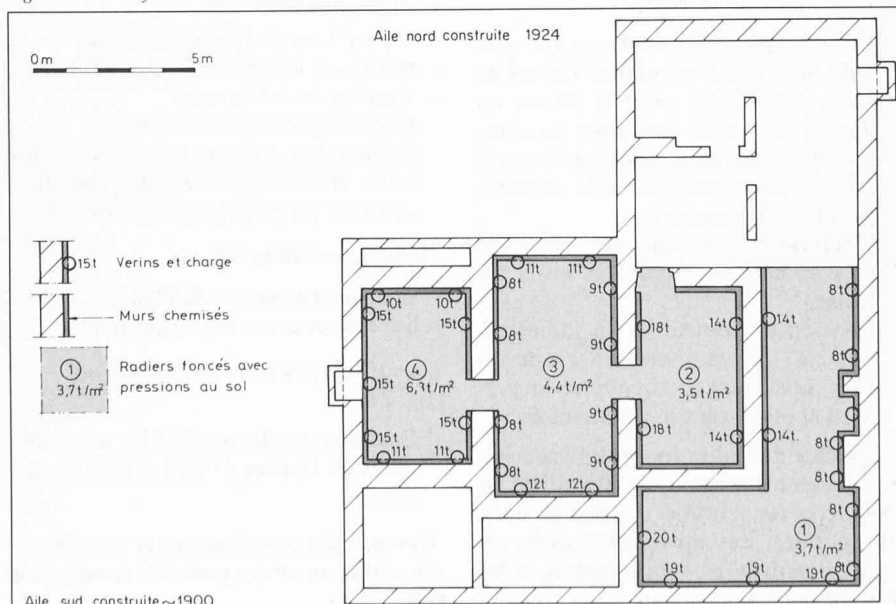 Aile nord construite 1924
0 m 5 m
15t Verins et charge
Murs chemisés
1 3,7t/m² Radiers foncés avec pressions au sol
11t 11t
10t 10t 8t 9t 8t
15t 15t 8t 9t 18t 14t 14t 8t
4 6,3t/m²
3 4,4t/m²
2 3,5t/m²
15t 15t 8t 9t 18t 14t 14t 8t
15t 8t 9t 8t
11t 11t 12t 12t 8t
20t
1 3,7t/m²
19t 19t 19t 8t
Aile sud construite ~1900